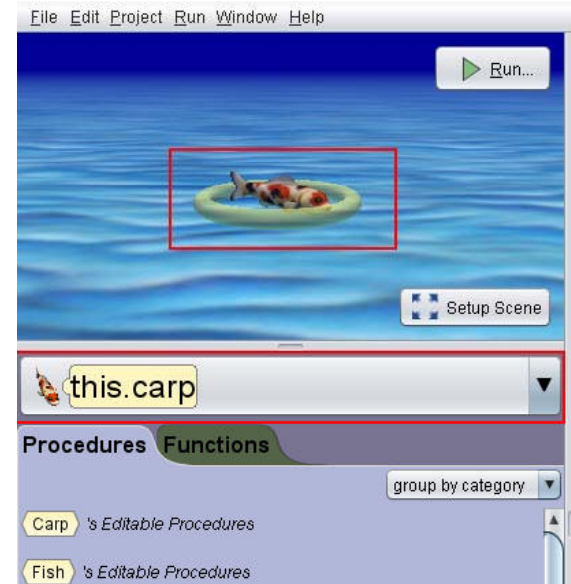 File Edit Project Run Window Help
Run...
Setup Scene
this.carp
Procedures Functions
group by category
Carp 's Editable Procedures
Fish 's Editable Procedures